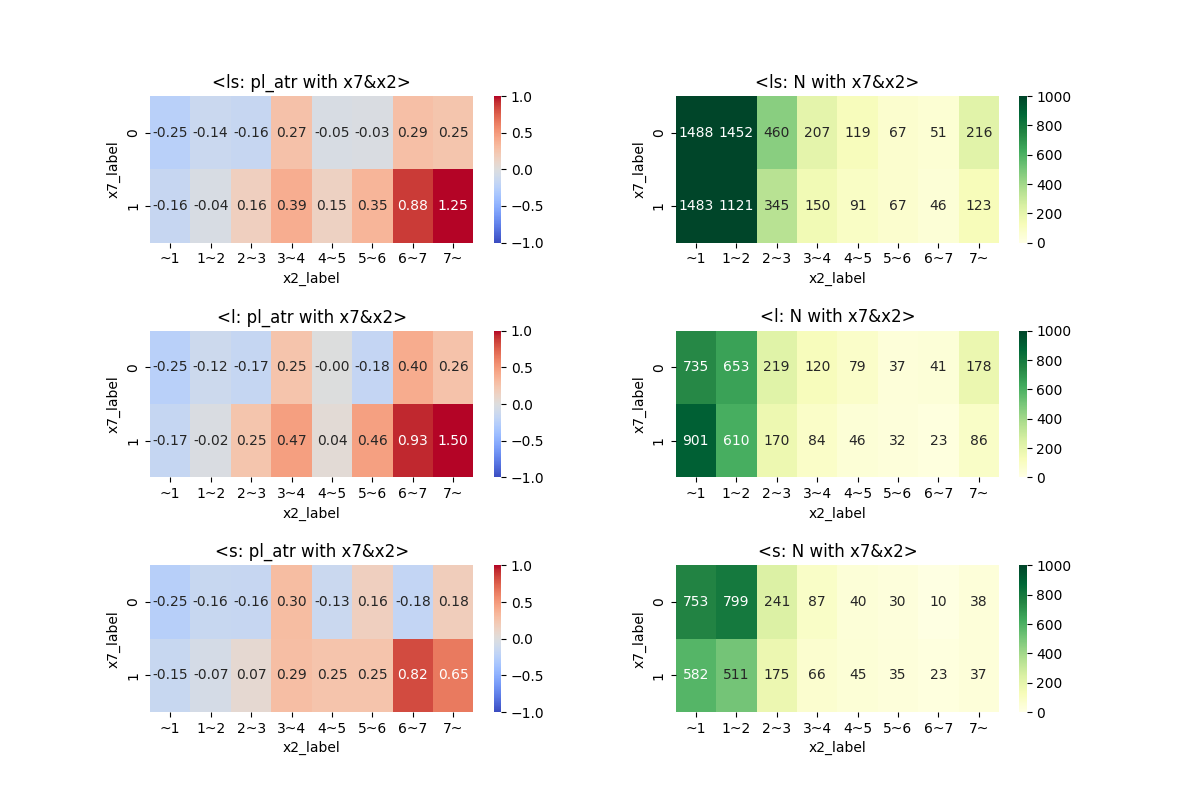 <ls: pl_atr with x7&x2>
x7_label
0
-0.25 -0.14 -0.16 0.27 -0.05 -0.03 0.29 0.25
1
-0.16 -0.04 0.16 0.39 0.15 0.35 0.88 1.25
~1 1~2 2~3 3~4 4~5 5~6 6~7 7~
x2_label
1.0
0.5
0.0
−0.5
−1.0
<ls: N with x7&x2>
x7_label
0
1488 1452 460 207 119 67 51 216
1
1483 1121 345 150 91 67 46 123
~1 1~2 2~3 3~4 4~5 5~6 6~7 7~
x2_label
1000
800
600
400
200
0
<l: pl_atr with x7&x2>
x7_label
0
-0.25 -0.12 -0.17 0.25 -0.00 -0.18 0.40 0.26
1
-0.17 -0.02 0.25 0.47 0.04 0.46 0.93 1.50
~1 1~2 2~3 3~4 4~5 5~6 6~7 7~
x2_label
1.0
0.5
0.0
−0.5
−1.0
<l: N with x7&x2>
x7_label
0
735 653 219 120 79 37 41 178
1
901 610 170 84 46 32 23 86
~1 1~2 2~3 3~4 4~5 5~6 6~7 7~
x2_label
1000
800
600
400
200
0
<s: pl_atr with x7&x2>
x7_label
0
-0.25 -0.16 -0.16 0.30 -0.13 0.16 -0.18 0.18
1
-0.15 -0.07 0.07 0.29 0.25 0.25 0.82 0.65
~1 1~2 2~3 3~4 4~5 5~6 6~7 7~
x2_label
1.0
0.5
0.0
−0.5
−1.0
<s: N with x7&x2>
x7_label
0
753 799 241 87 40 30 10 38
1
582 511 175 66 45 35 23 37
~1 1~2 2~3 3~4 4~5 5~6 6~7 7~
x2_label
1000
800
600
400
200
0